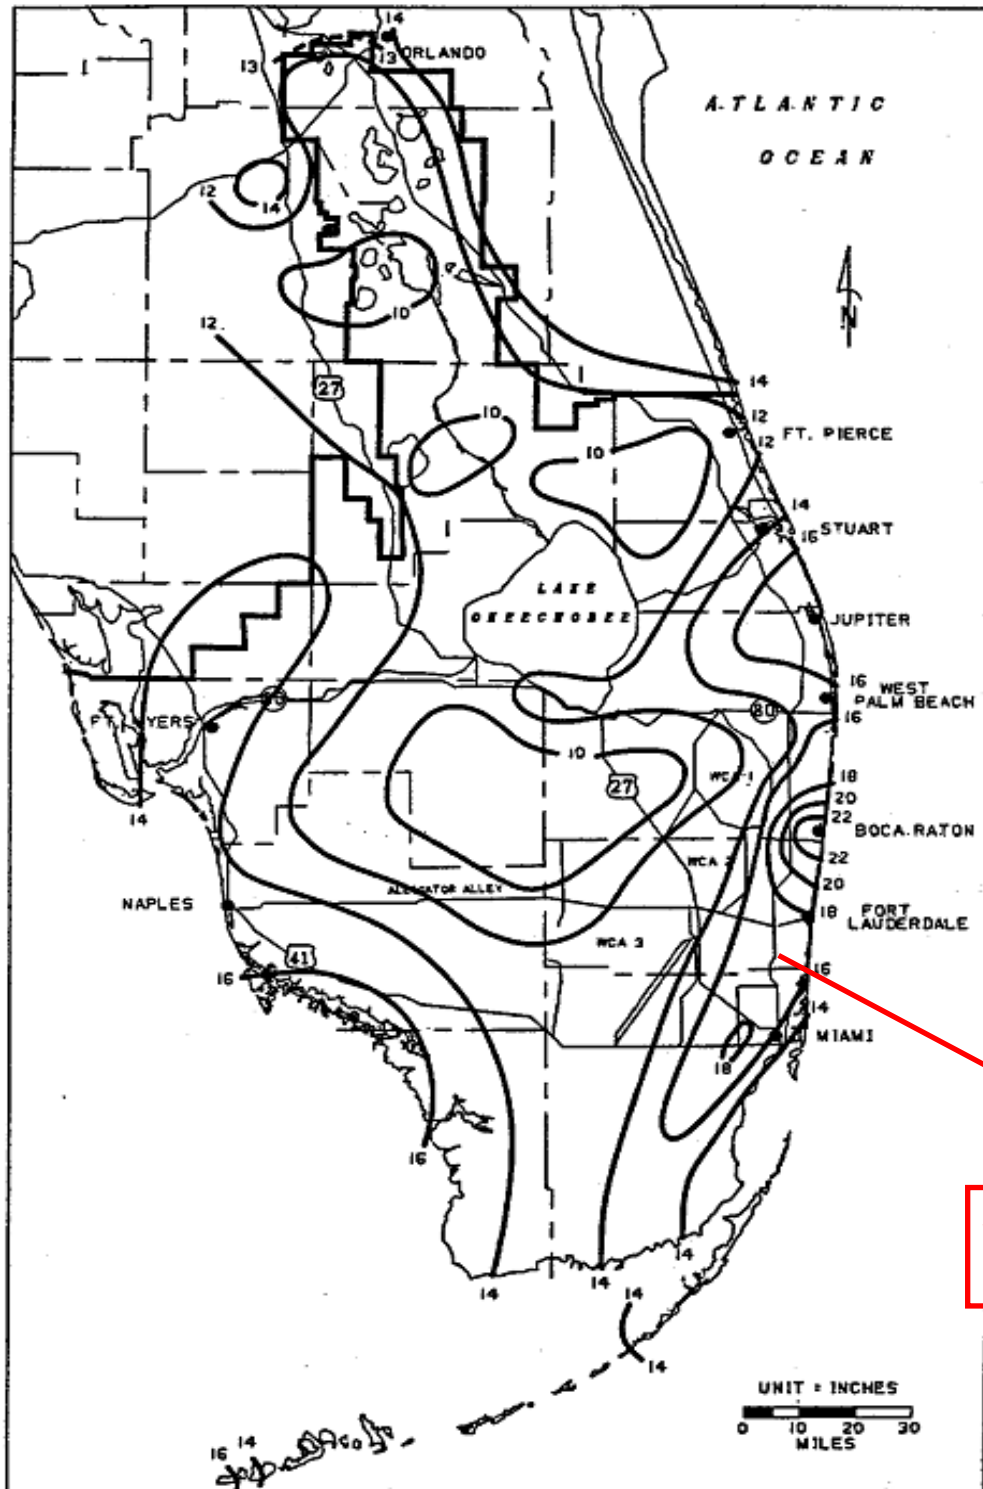 14
ORLANDO
13
13
A.T.L.A.N.T.I.C
OCEAN
12
14
N
10
12
27
14
12
FT. PIERCE
12
10
10
14
STUART
16
LAKE
OKEECHOBEE
JUPITER
16
WEST
PALM BEACH
80
16
FT. MYERS
10
WCA-1
18
27
20
22
BOCA.RATON
14
WCA 2
22
ALLIGATOR ALLEY
20
NAPLES
18
FORT
LAUDERDALE
WCA 3
41
16
16
14
MIAMI
18
16
14
14
14
14
14
UNIT = INCHES
0 10 20 30
MILES
16 14